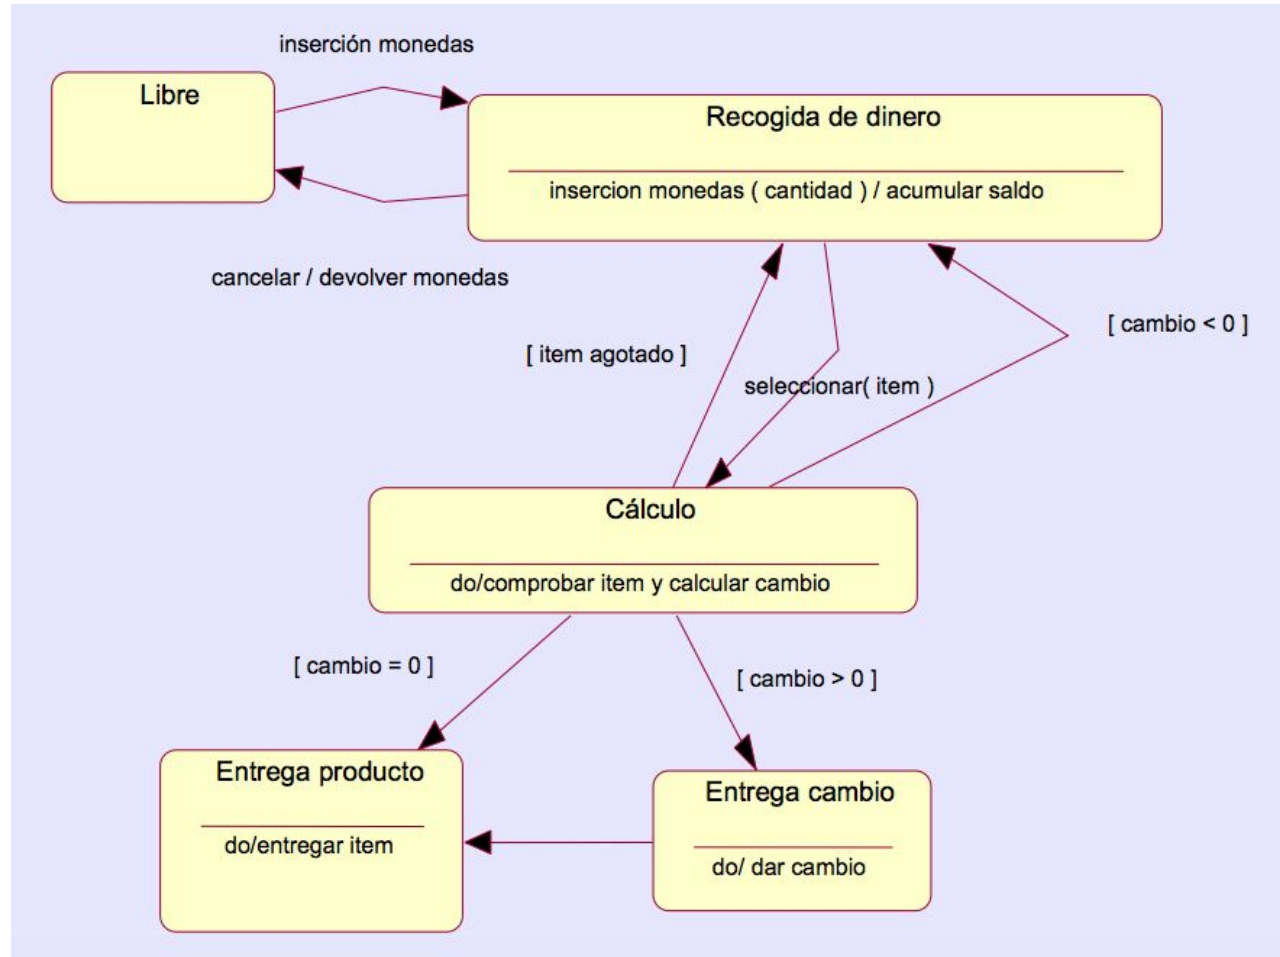 inserción monedas
Libre
Recogida de dinero
insercion monedas ( cantidad ) / acumular saldo
cancelar / devolver monedas
[ cambio < 0 ]
[ item agotado ]
seleccionar( item )
Cálculo
do/comprobar item y calcular cambio
[ cambio = 0 ]
[ cambio > 0 ]
Entrega producto
do/entregar item
Entrega cambio
do/ dar cambio